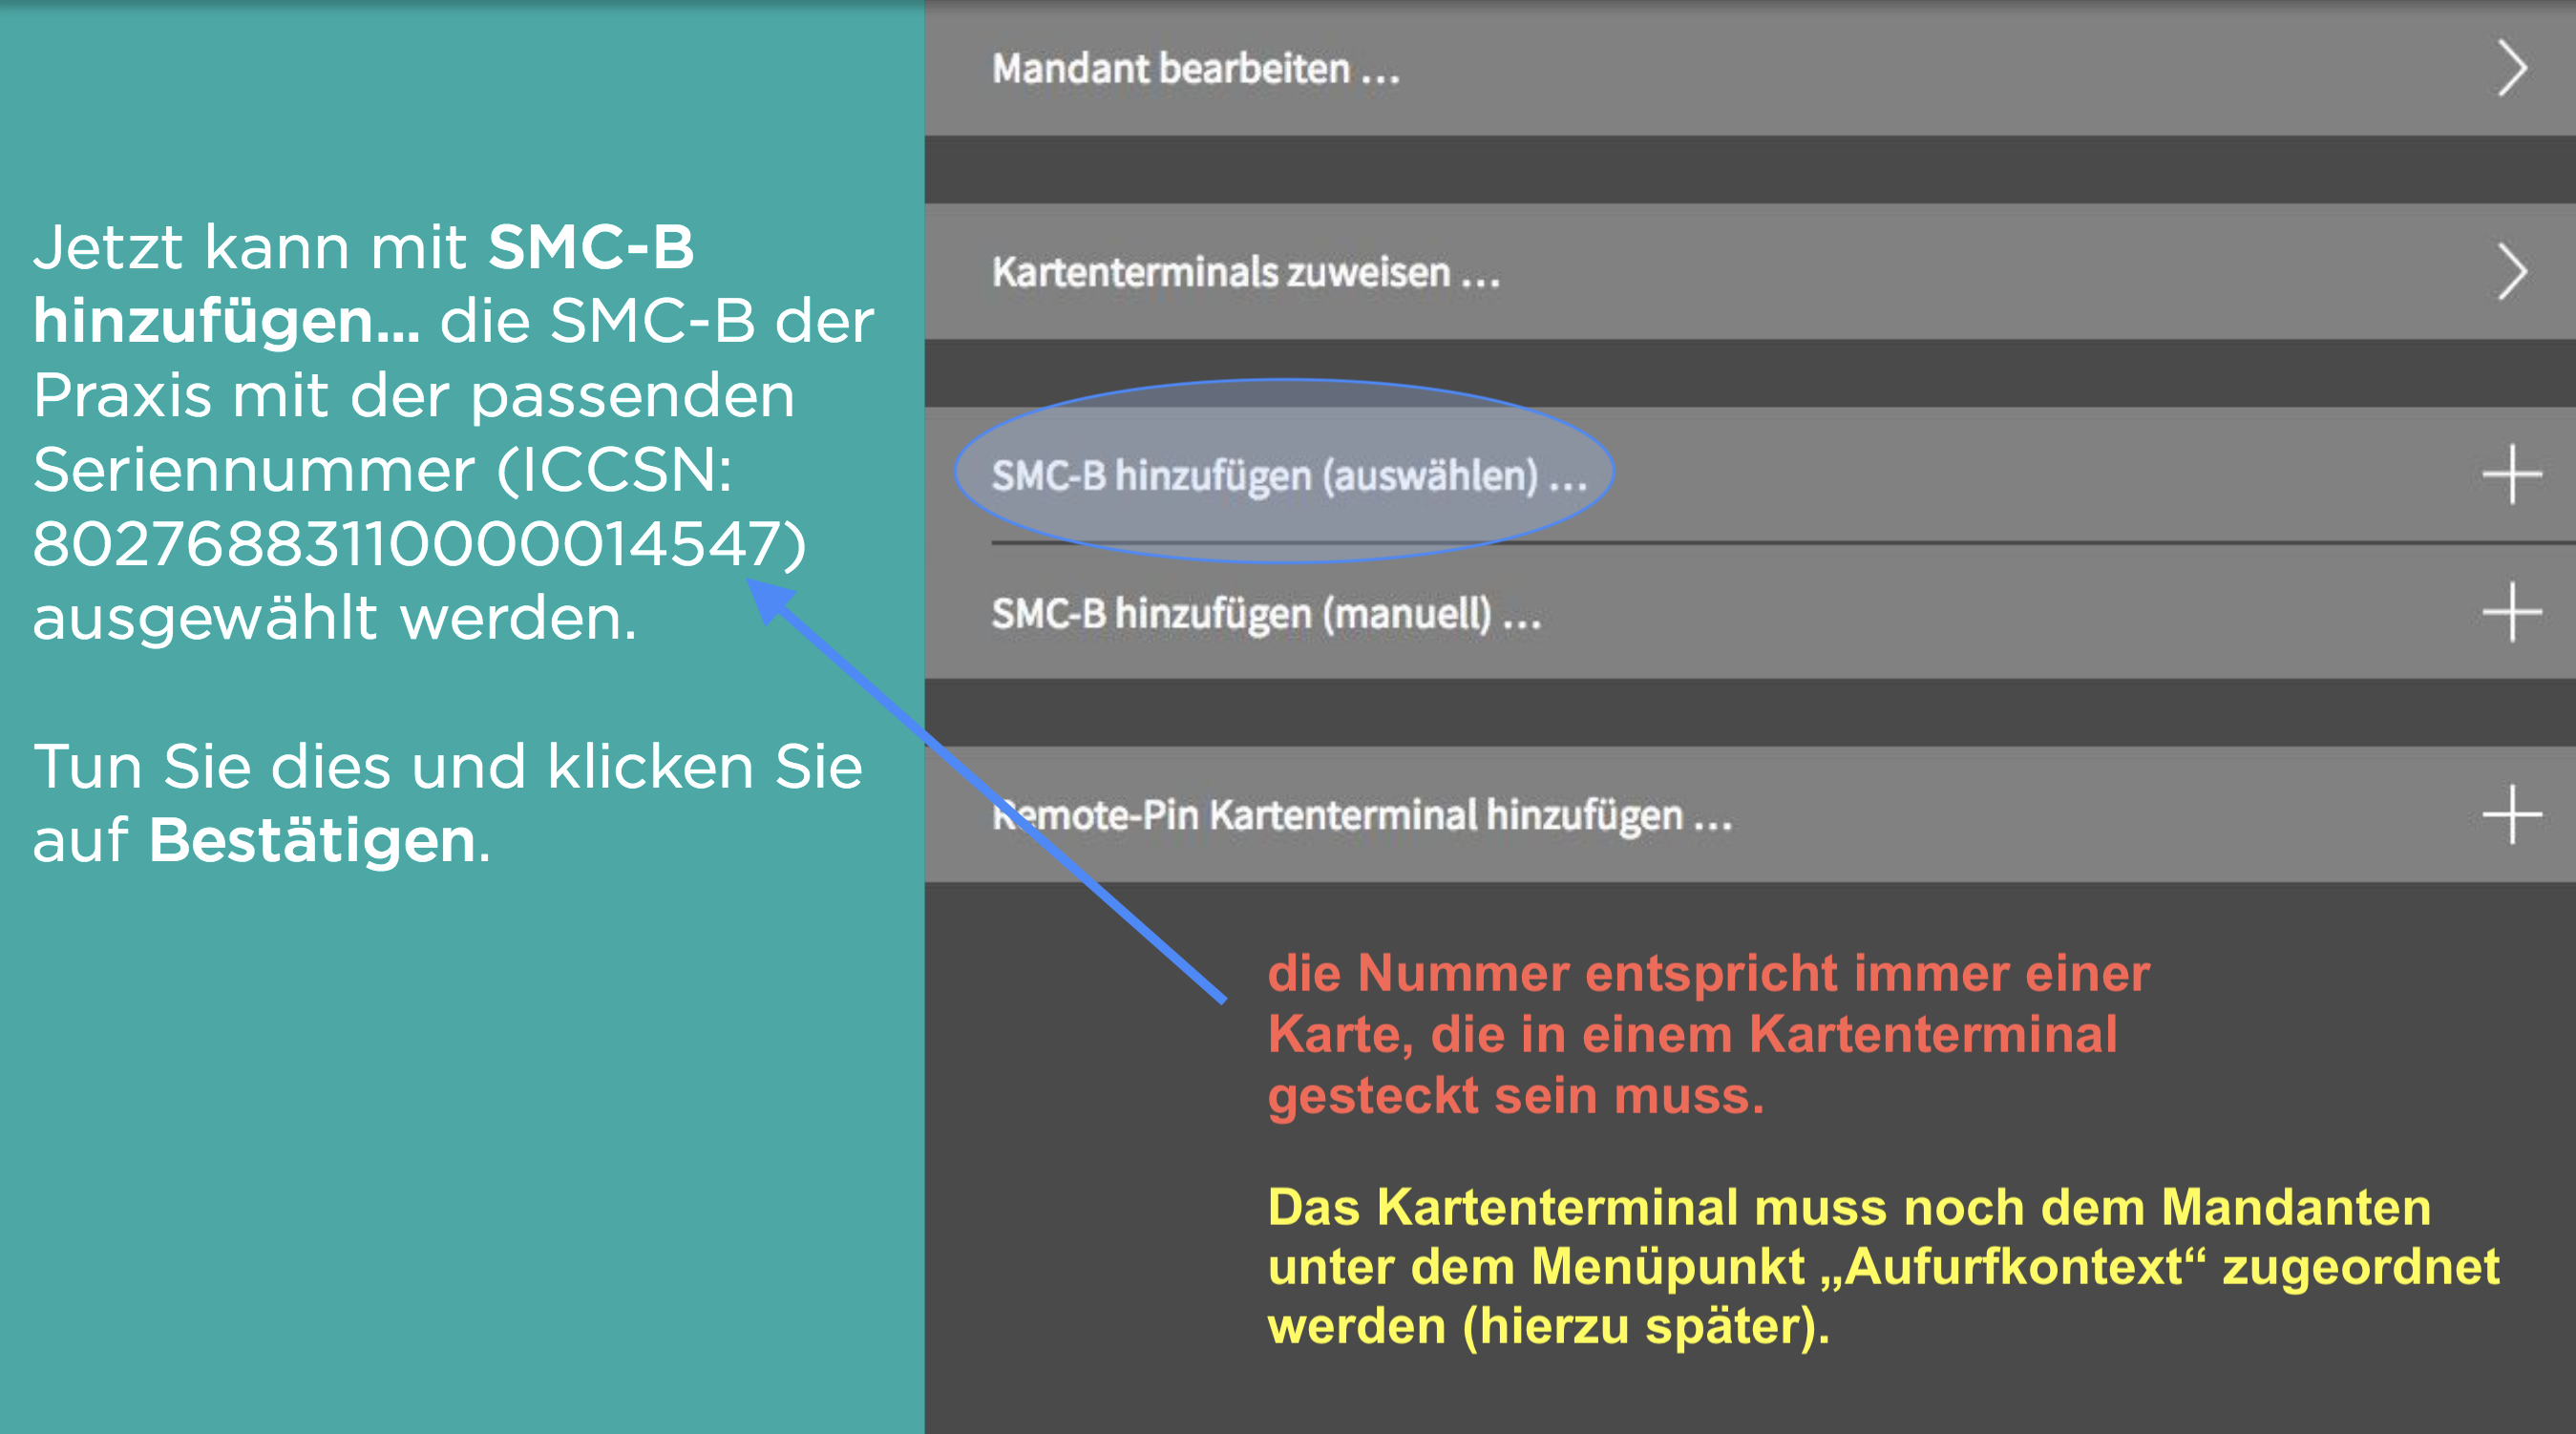 Jetzt kann mit SMC-B
hinzufügen... die SMC-B der
Praxis mit der passenden
Seriennummer (ICCSN:
80276883110000014547)
ausgewählt werden.
Tun Sie dies und klicken Sie
auf Bestätigen.
Mandant bearbeiten ...
Kartenterminals zuweisen ...
SMC-B hinzufügen (auswählen) ...
SMC-B hinzufügen (manuell) ...
Remote-Pin Kartenterminal hinzufügen ...
die Nummer entspricht immer einer
Karte, die in einem Kartenterminal
gesteckt sein muss.
Das Kartenterminal muss noch dem Mandanten
unter dem Menüpunkt „Aufurfkontext“ zugeordnet
werden (hierzu später).